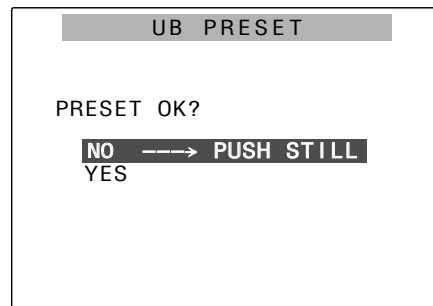 UB PRESET
PRESET OK?
NO ---→ PUSH STILL
YES